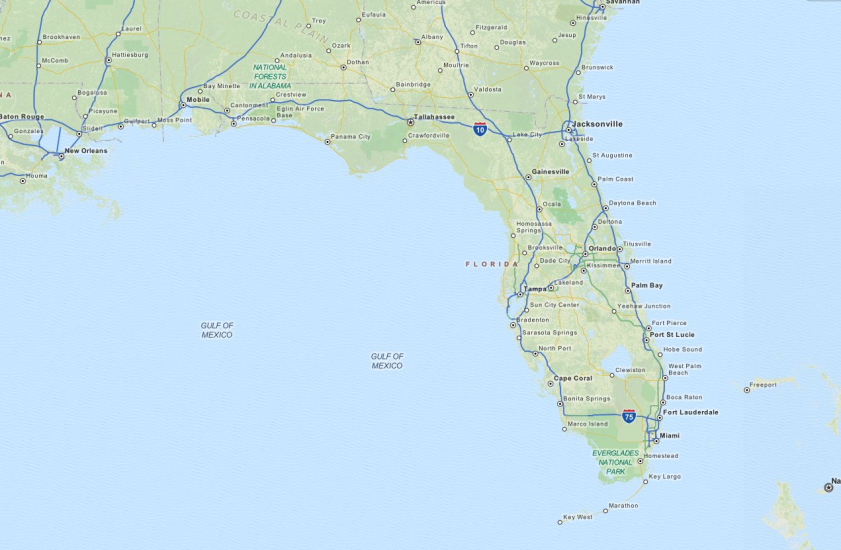 Americus
Savannah
Troy
Eufaula
Hinesville
COASTAL PLAIN
Laurel
Fitzgerald
Brookhaven
Albany
Jesup
Ozark
Tifton
Douglas
Hattiesburg
Andalusia
McComb
Dothan
Moultrie
Waycross
Brunswick
NATIONAL
FORESTS
IN ALABAMA
Bay Minette
Bainbridge
Valdosta
Bogalusa
Crestview
Mobile
St Marys
Cantonment
Eglin Air Force
Base
Picayune
Baton Rouge
Gulfport
Moss Point
Pensacola
Tallahassee
Jacksonville
10
Gonzales
Slidell
Panama City
Crawfordville
Lake City
Lakeside
New Orleans
St Augustine
Houma
Gainesville
Palm Coast
Ocala
Daytona Beach
Homosassa
Springs
Deltona
Brooksville
Orlando
Titusville
FLORIDA
Dade City
Kissimmee
Merritt Island
Tampa
Lakeland
Palm Bay
Sun City Center
Yeehaw Junction
Bradenton
Fort Pierce
GULF OF
MEXICO
Sarasota Springs
Port St Lucie
North Port
Hobe Sound
GULF OF
MEXICO
Clewiston
West Palm
Beach
Cape Coral
Freeport
Bonita Springs
Boca Raton
75
Fort Lauderdale
Marco Island
Miami
EVERGLADES
NATIONAL
PARK
Homestead
Key Largo
Na
Marathon
Key West